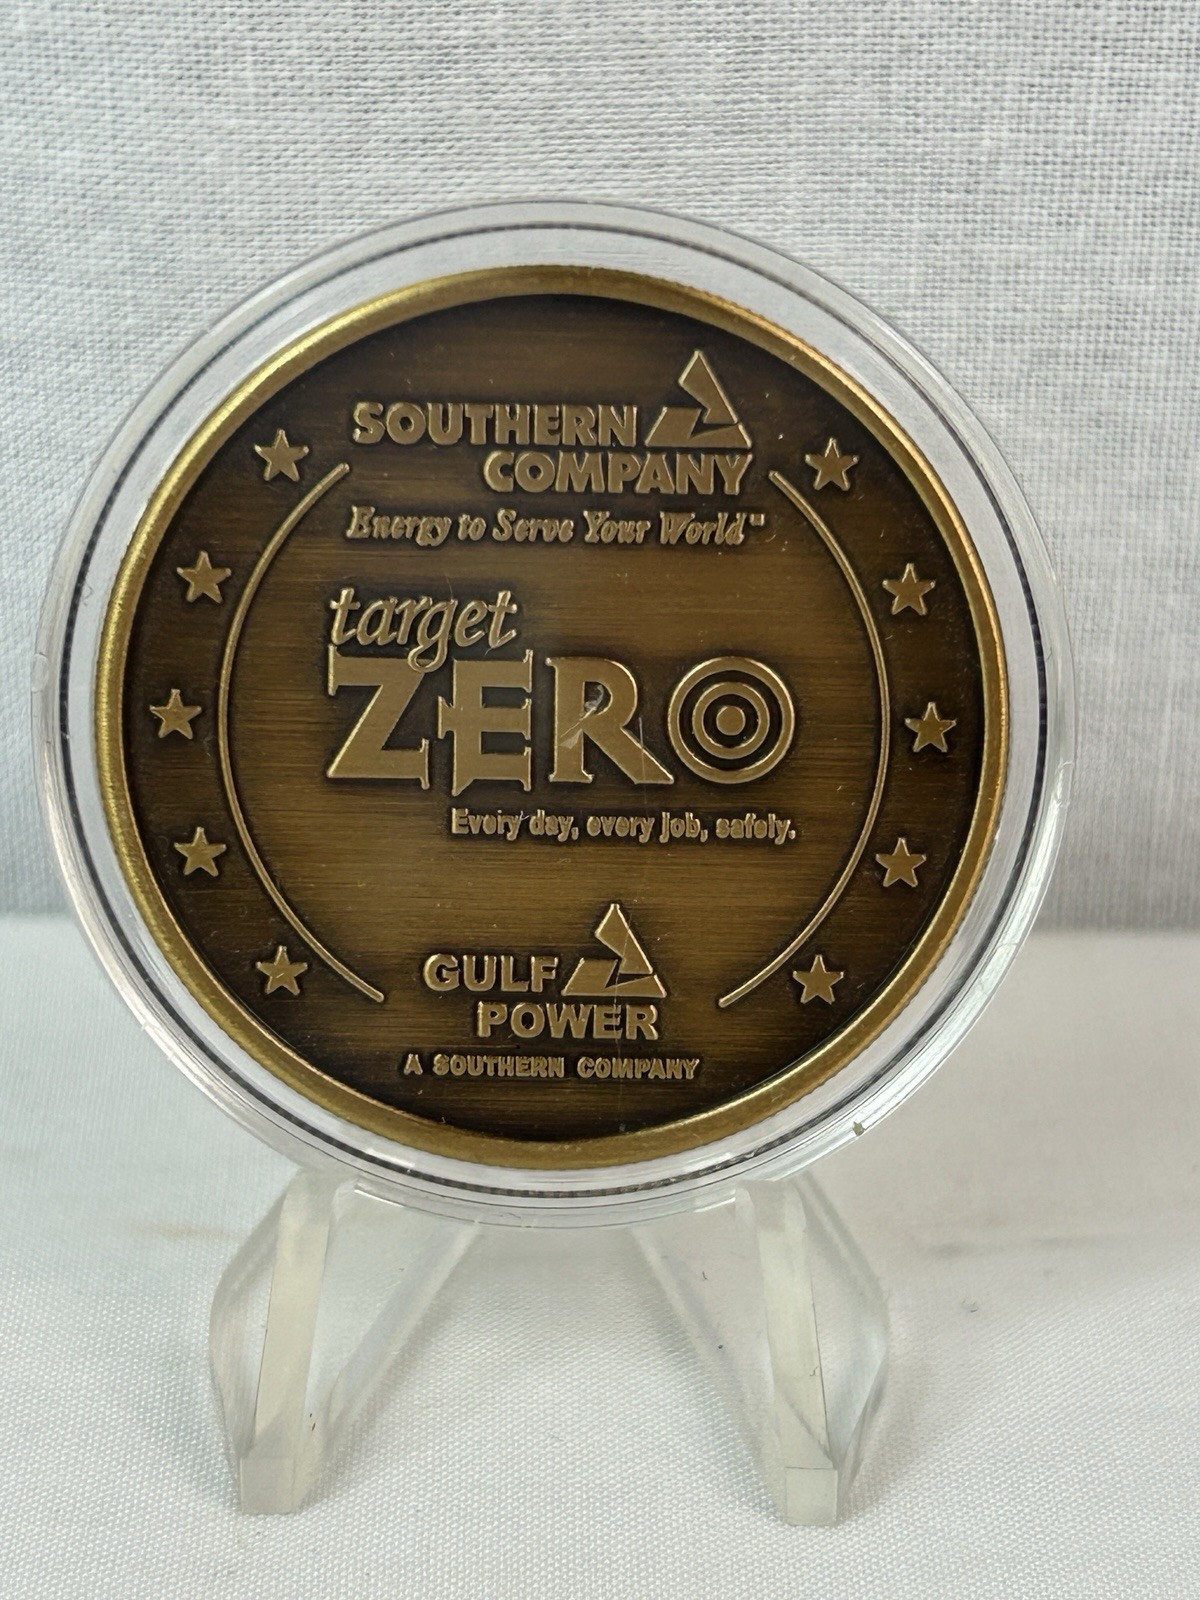 SOUTHERN
COMPANY
Energy to Serve Your World™
target
ZERO
Every day, every job, safely.
GULF
POWER
A SOUTHERN COMPANY